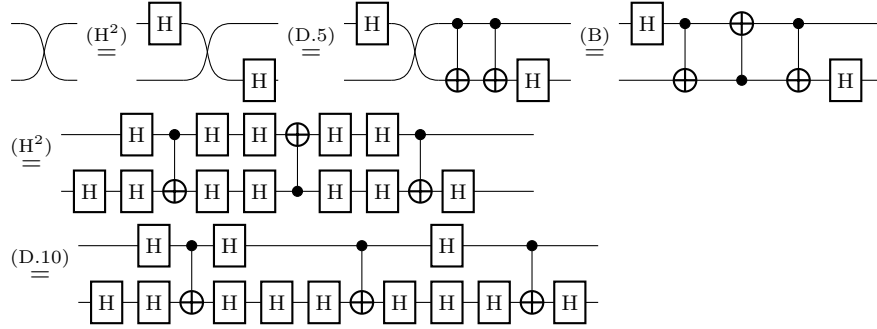 H H H
(H²) = (D.5) = (B) =
H H H
H H H H H
(H²) =
H H H H H H H
H H H
(D.10) =
H H H H H H H H H